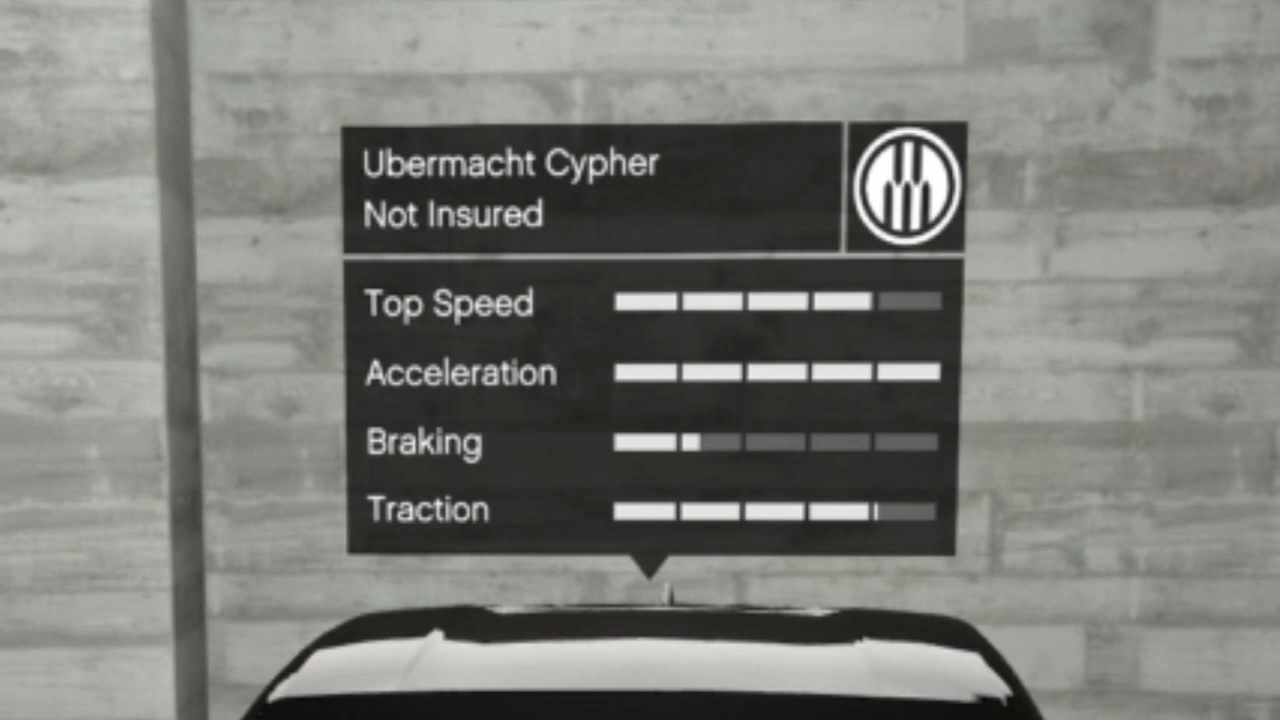 Ubermacht Cypher
Not Insured
Top Speed
Acceleration
Braking
Traction